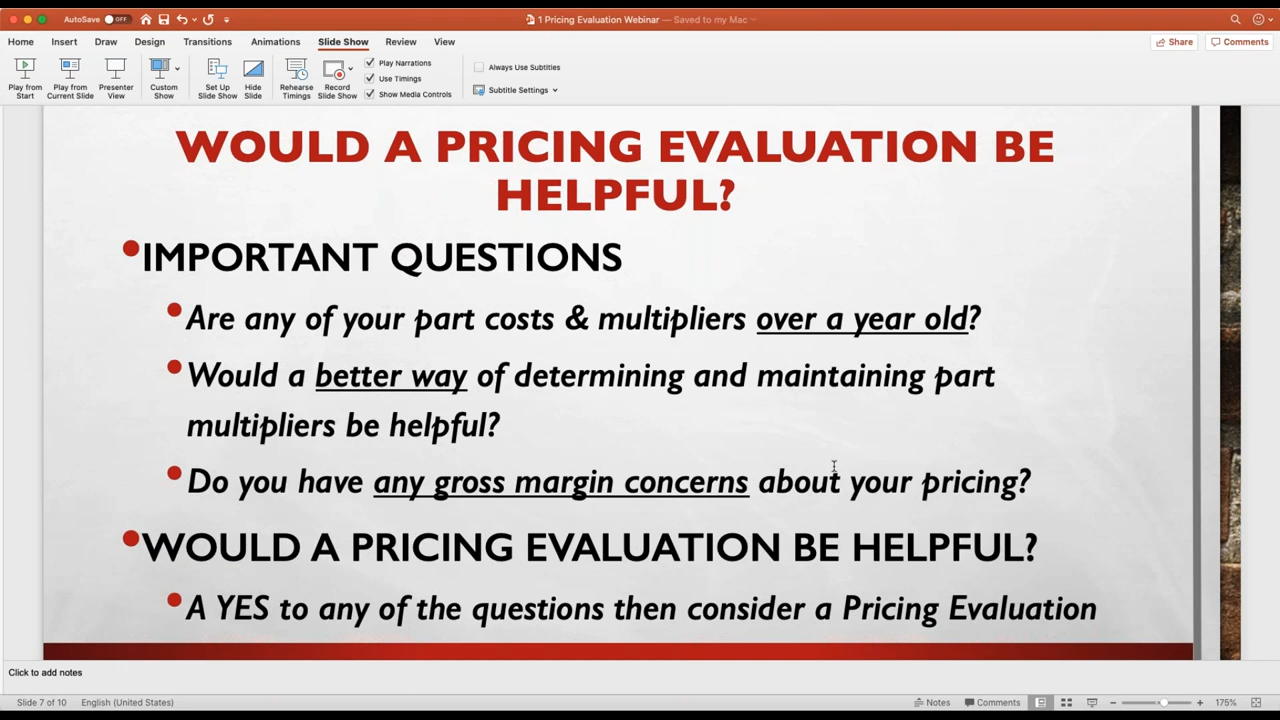 AutoSave OFF
1 Pricing Evaluation Webinar — Saved to my Mac
Home Insert Draw Design Transitions Animations Slide Show Review View
Share Comments
Play from Start
Play from Current Slide
Presenter View
Custom Show
Set Up Slide Show
Hide Slide
Rehearse Timings
Record Slide Show
Play Narrations
Use Timings
Show Media Controls
Always Use Subtitles
Subtitle Settings
WOULD A PRICING EVALUATION BE
HELPFUL?
IMPORTANT QUESTIONS
Are any of your part costs & multipliers over a year old?
Would a better way of determining and maintaining part
multipliers be helpful?
Do you have any gross margin concerns about your pricing?
WOULD A PRICING EVALUATION BE HELPFUL?
A YES to any of the questions then consider a Pricing Evaluation
Click to add notes
Slide 7 of 10 English (United States) Notes Comments 175%